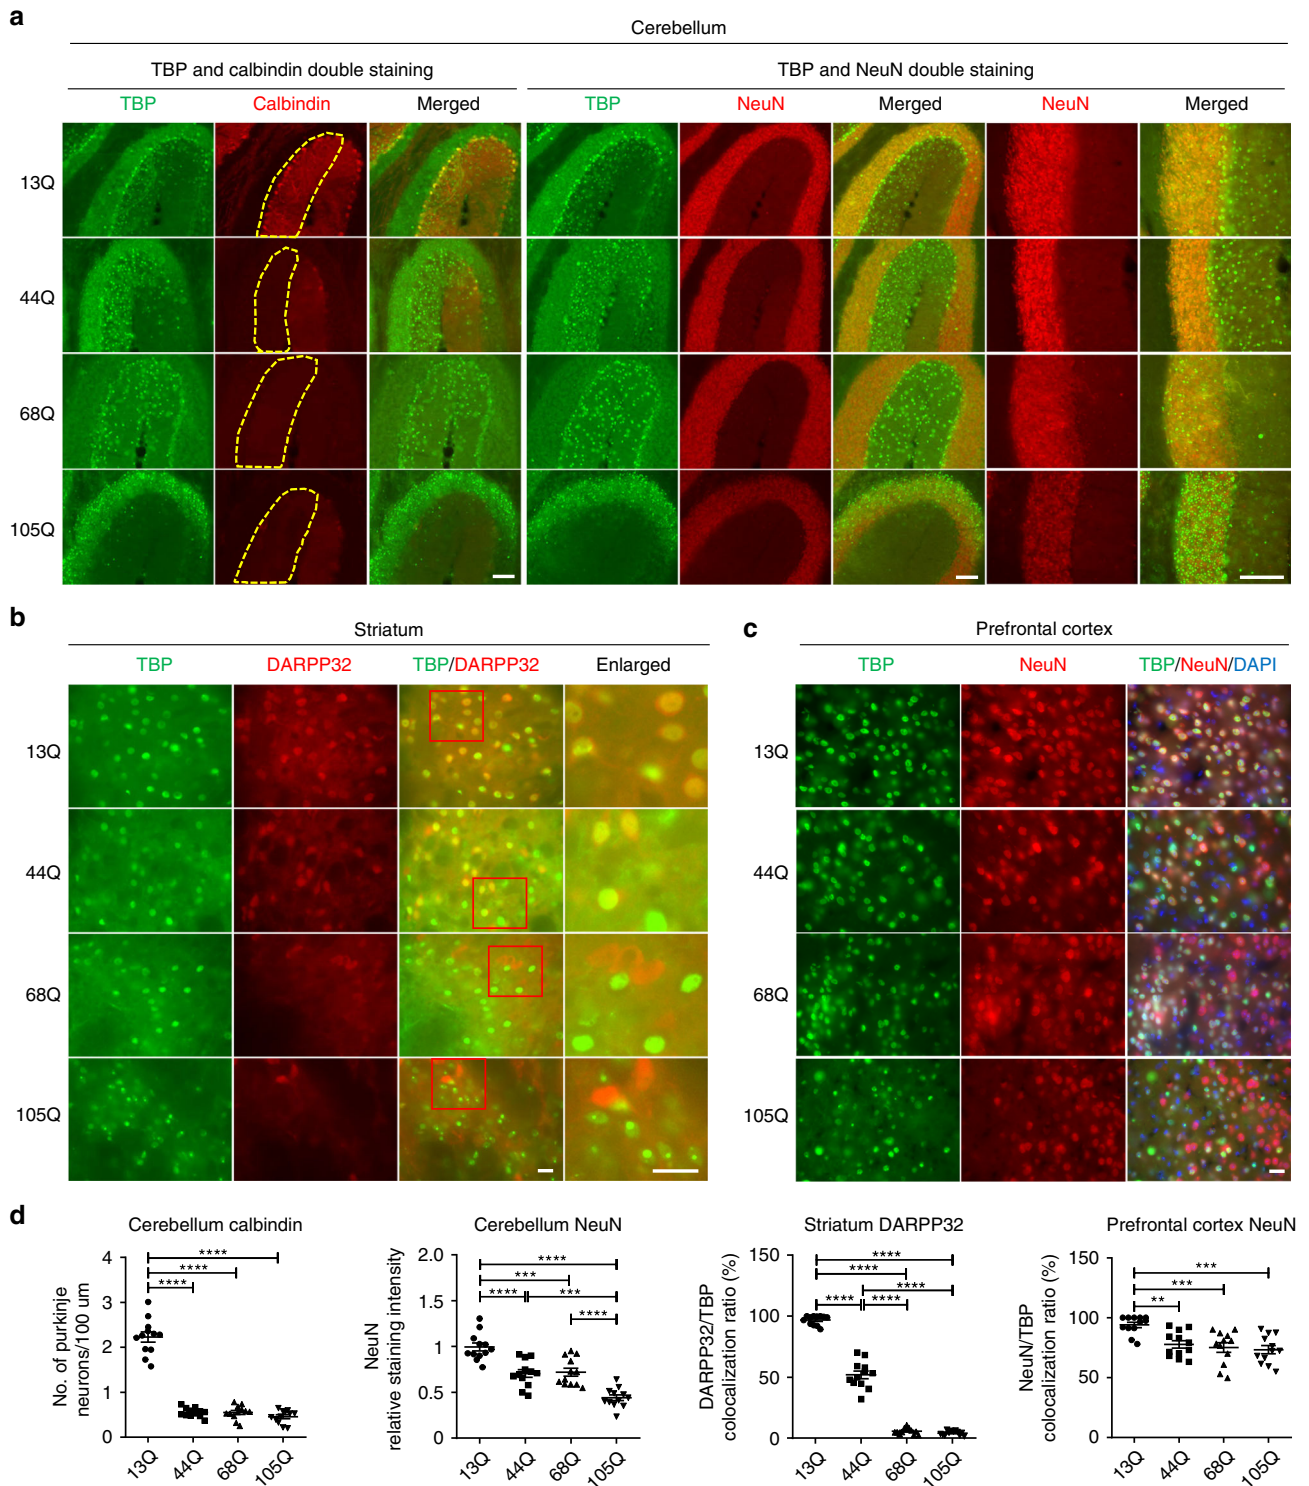 a
Cerebellum
TBP and calbindin double staining
TBP and NeuN double staining
TBP Calbindin Merged TBP NeuN Merged NeuN Merged
13Q
44Q
68Q
105Q
b
Striatum
TBP DARPP32 TBP/DARPP32 Enlarged
13Q
44Q
68Q
105Q
c
Prefrontal cortex
TBP NeuN TBP/NeuN/DAPI
13Q
44Q
68Q
105Q
d
Cerebellum calbindin
No. of purkinje
neurons/100 um
4
3
2
1
0
****
****
****
13Q 44Q 68Q 105Q
Cerebellum NeuN
NeuN
relative staining intensity
2.0
1.5
1.0
0.5
0
****
***
**** ***
****
13Q 44Q 68Q 105Q
Striatum DARPP32
DARPP32/TBP
colocalization ratio (%)
150
100
50
0
****
****
****
**** ****
13Q 44Q 68Q 105Q
Prefrontal cortex NeuN
NeuN/TBP
colocalization ratio (%)
150
100
50
0
***
***
**
13Q 44Q 68Q 105Q